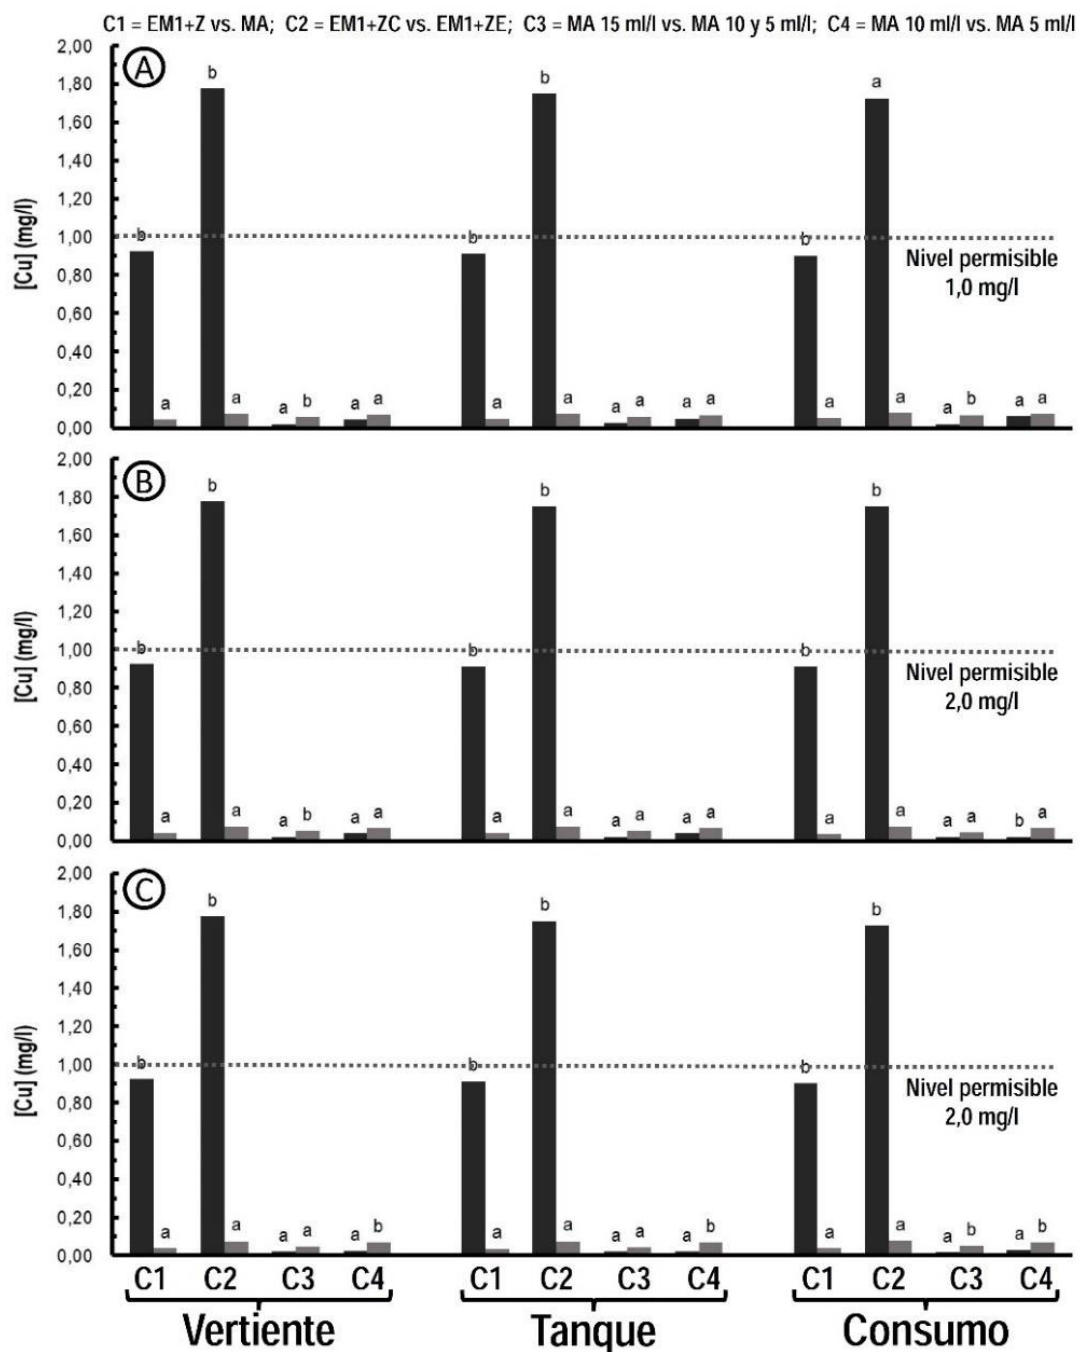 C1 = EM1+Z vs. MA; C2 = EM1+ZC vs. EM1+ZE; C3 = MA 15 ml/l vs. MA 10 y 5 ml/l; C4 = MA 10 ml/l vs. MA 5 ml/l
A
[Cu] (mg/l)
2,00
1,80
1,60
1,40
1,20
1,00
0,80
0,60
0,40
0,20
0,00
b a b a a b a a
b a b a a a a a
b a a a a b a a
Nivel permisible
1,0 mg/l
B
[Cu] (mg/l)
2,00
1,80
1,60
1,40
1,20
1,00
0,80
0,60
0,40
0,20
0,00
b a b a a b a a
b a b a a a a a
b a b a a a b a
Nivel permisible
2,0 mg/l
C
[Cu] (mg/l)
2,00
1,80
1,60
1,40
1,20
1,00
0,80
0,60
0,40
0,20
0,00
b a b a a a a b
b a b a a a a b
b a b a a b a b
Nivel permisible
2,0 mg/l
C1 C2 C3 C4 C1 C2 C3 C4 C1 C2 C3 C4
Vertiente Tanque Consumo